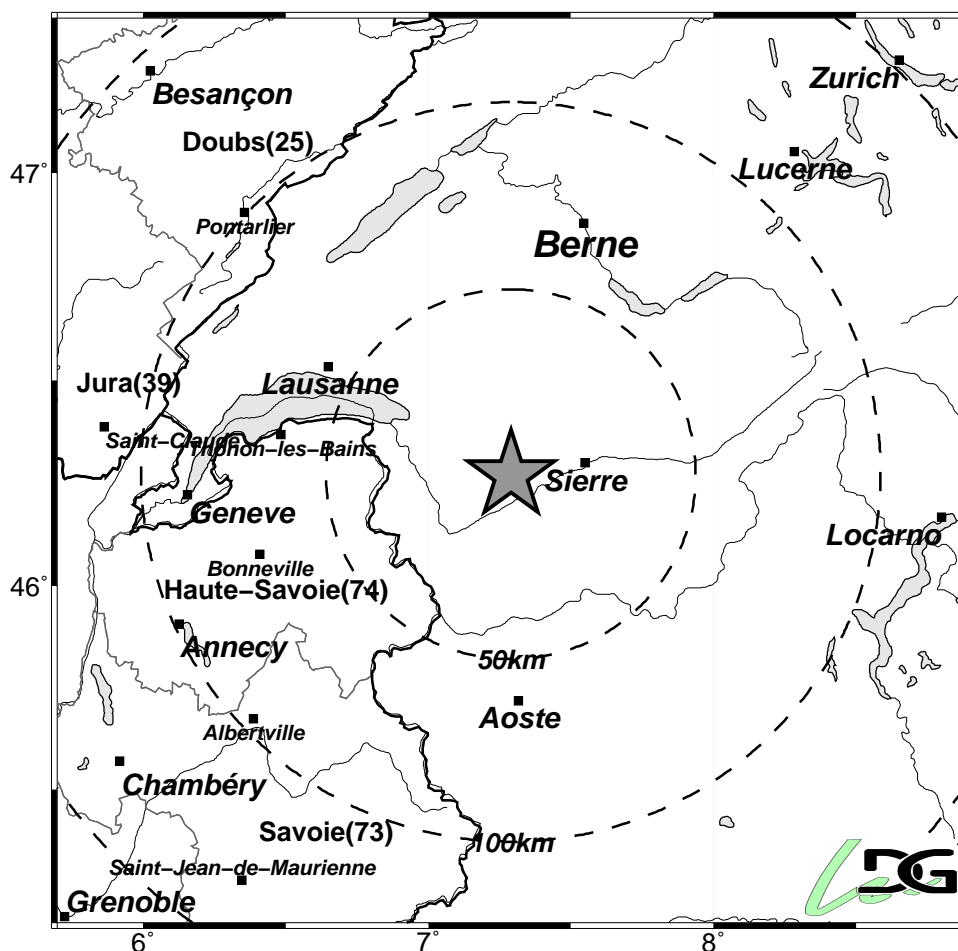 Besançon
Zurich
Doubs(25)
47°
Lucerne
Pontarlier
Berne
Jura(39)
Lausanne
Saint−Claude
Thonon−les−Bains
Sierre
Geneve
Locarno
Bonneville
46°
Haute−Savoie(74)
Annecy
50km
Aoste
Albertville
Chambéry
Savoie(73)
100km
Saint−Jean−de−Maurienne
Grenoble
LDG
6°
7°
8°